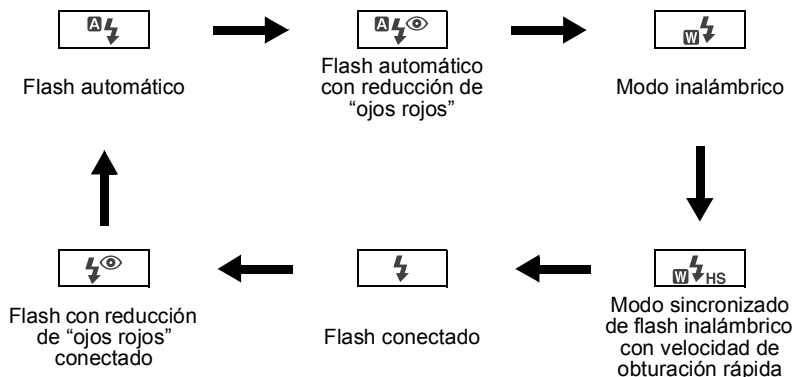 A
A
W
Flash automático
Flash automático
con reducción de
“ojos rojos”
Modo inalámbrico
W HS
Flash con reducción
de “ojos rojos”
conectado
Flash conectado
Modo sincronizado
de flash inalámbrico
con velocidad de
obturación rápida